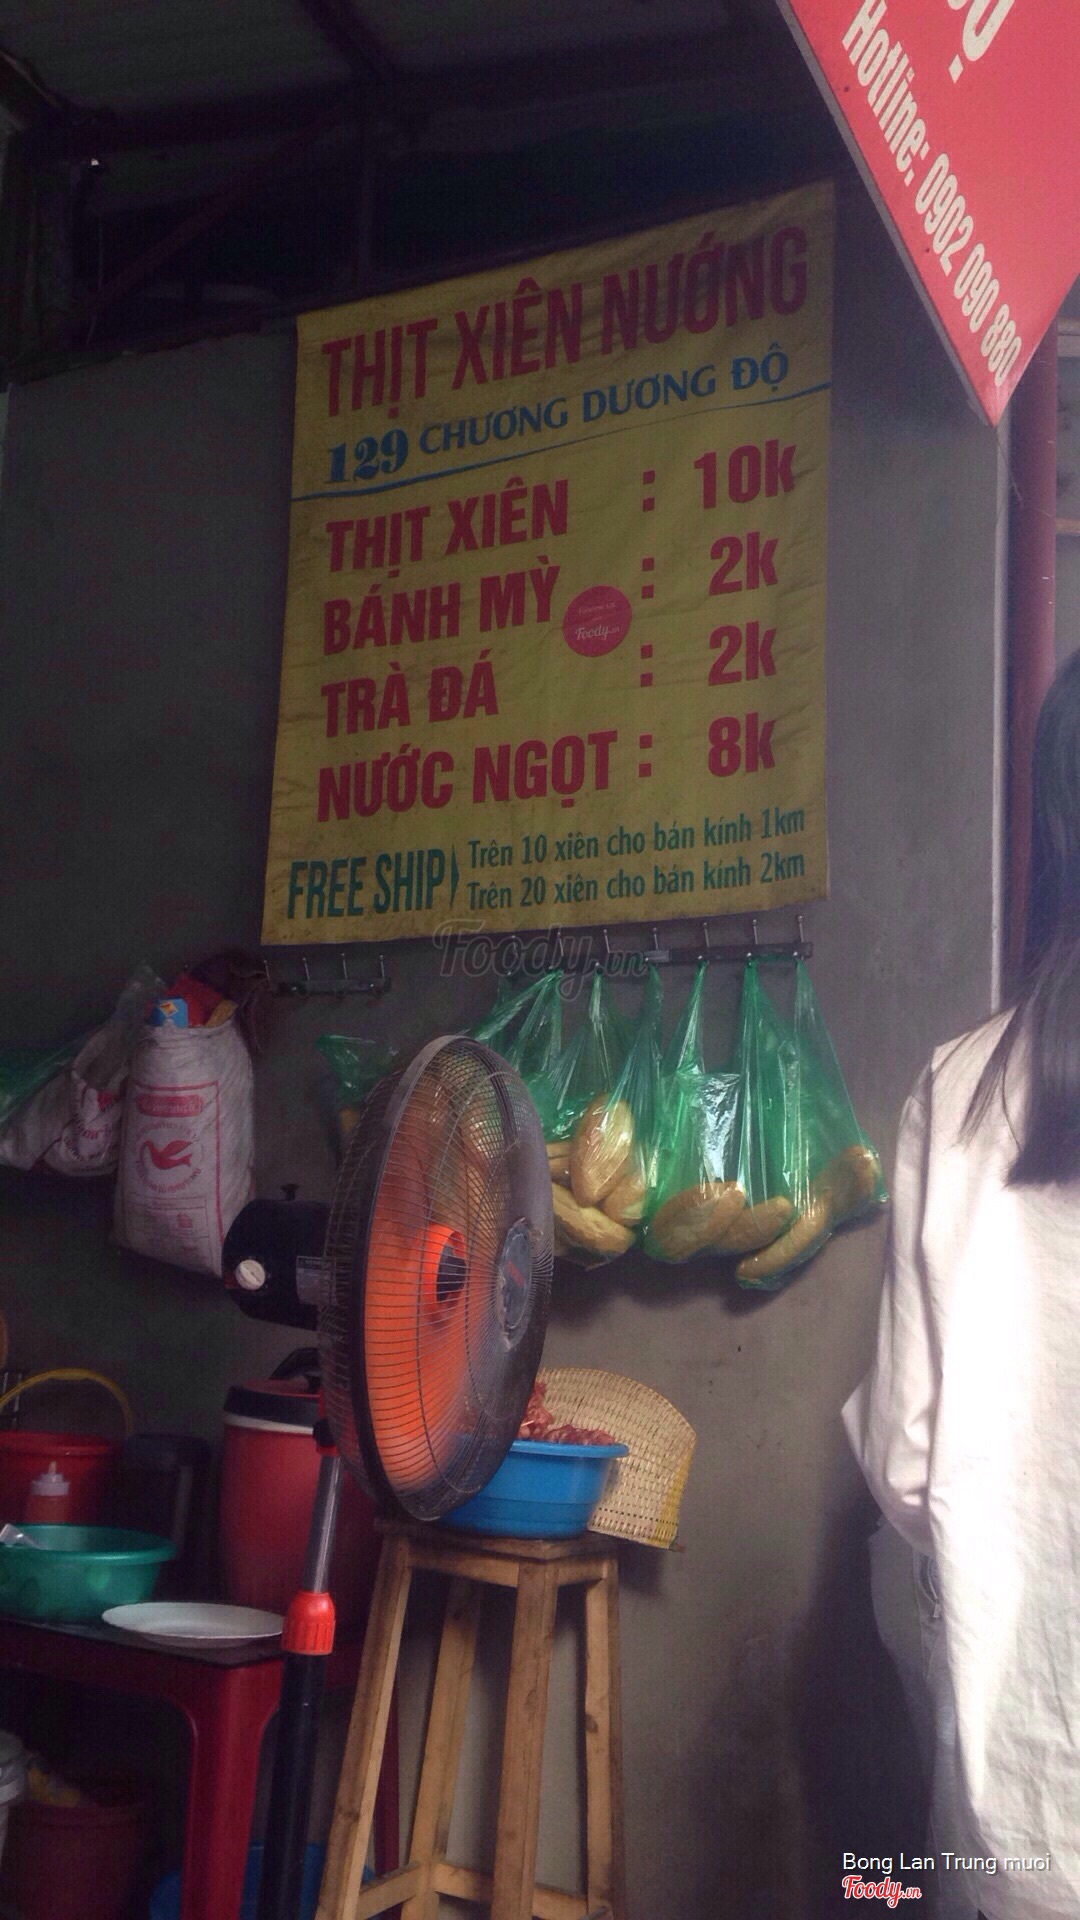 Hotline: 0902 090 880
THỊT XIÊN NƯỚNG
129 CHƯƠNG DƯƠNG ĐỘ
THỊT XIÊN : 10k
BÁNH MỲ : 2k
TRÀ ĐÁ : 2k
NƯỚC NGỌT : 8k
FREE SHIP
Trên 10 xiên cho bán kính 1km
Trên 20 xiên cho bán kính 2km
Foody.vn
Foody.vn
Bong Lan Trung muoi
Foody.vn